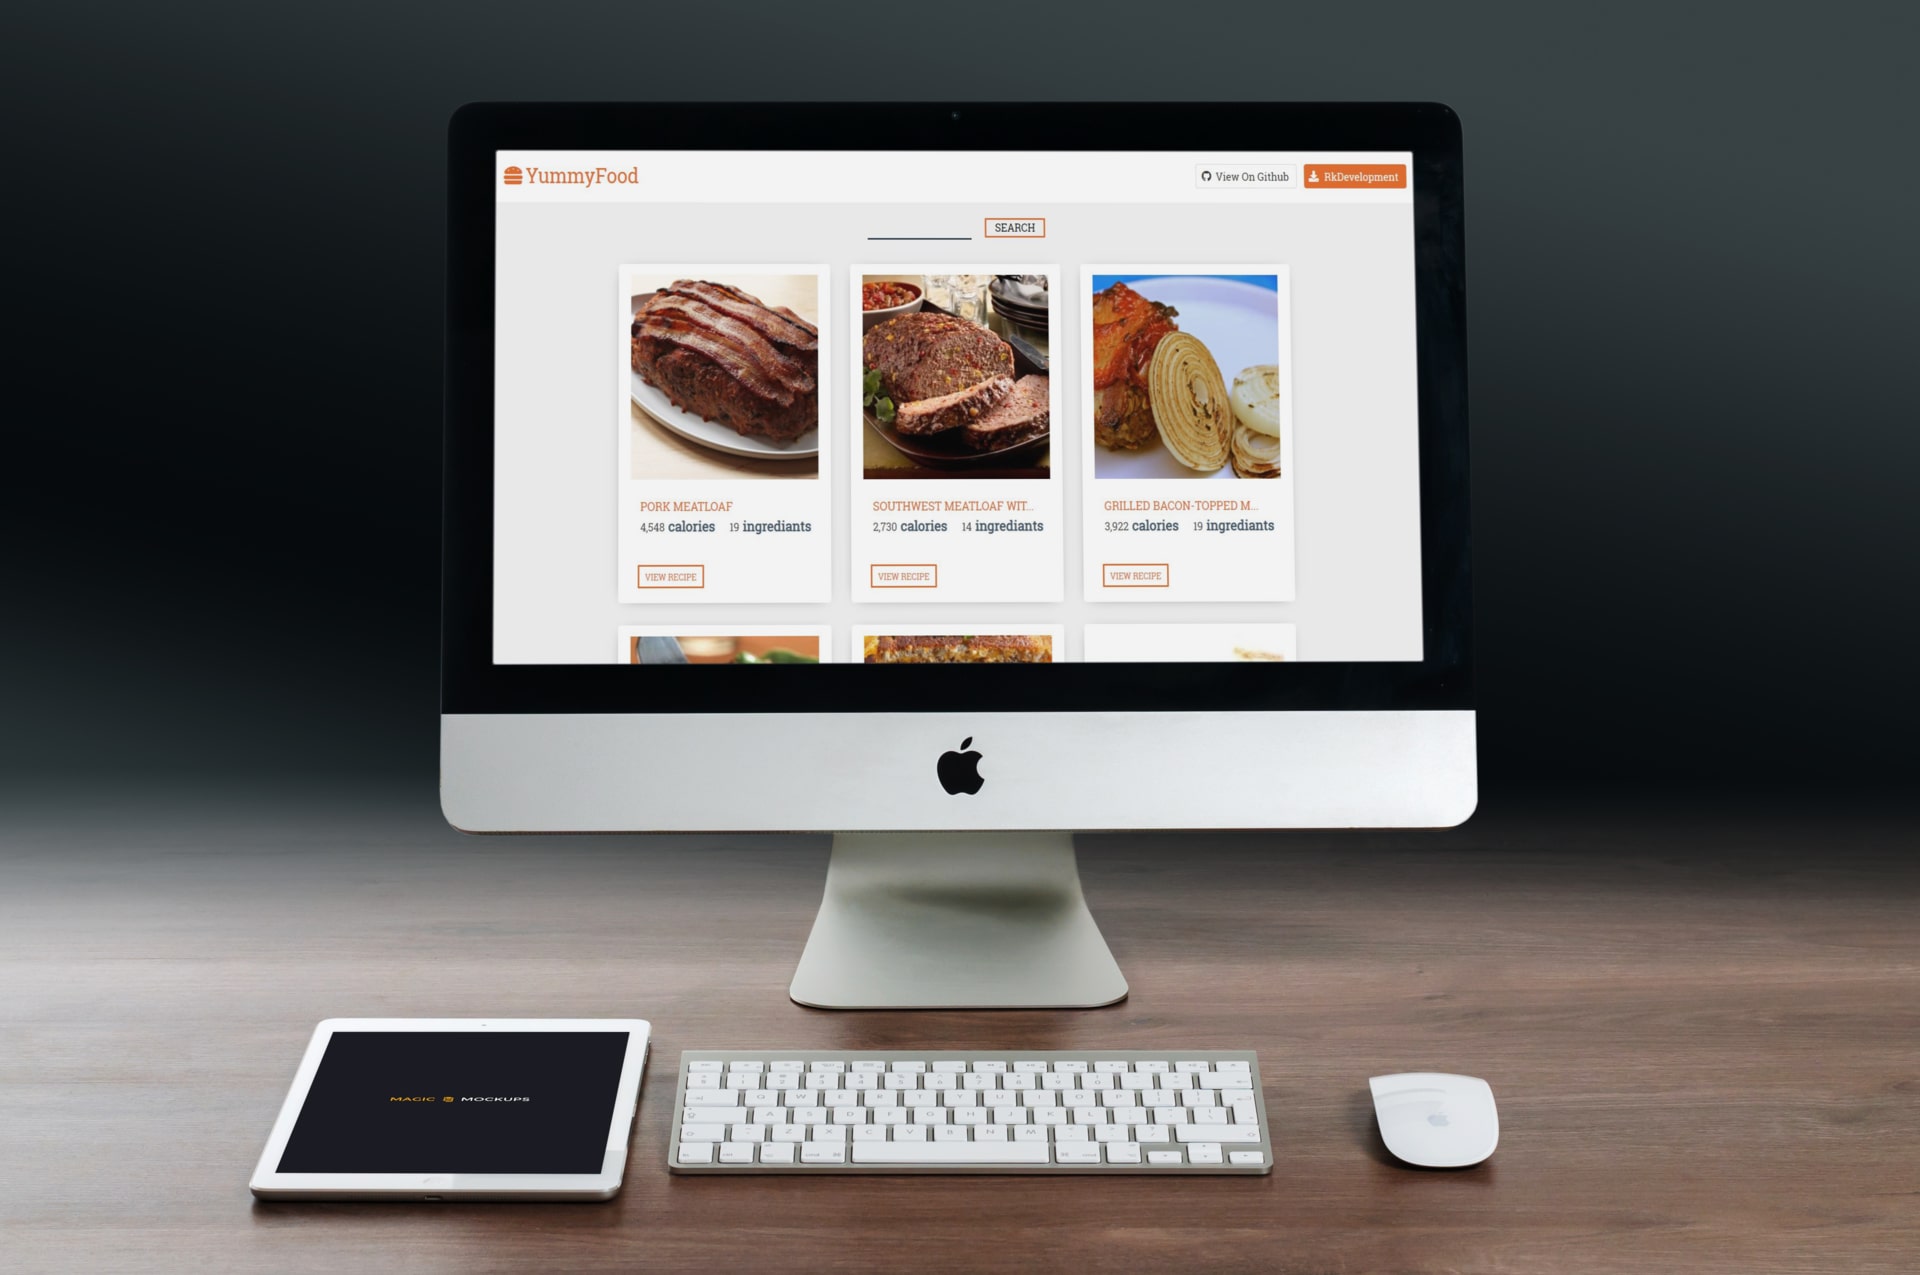 YummyFood
View On Github
RkDevelopment
SEARCH
PORK MEATLOAF
4,548 calories 19 ingrediants
VIEW RECIPE
SOUTHWEST MEATLOAF WIT...
2,730 calories 14 ingrediants
VIEW RECIPE
GRILLED BACON-TOPPED M...
3,922 calories 19 ingrediants
VIEW RECIPE
MAGIC MOCKUPS
Q W E R T Y U I O P
A S D F G H J K L
Z X C V B N M